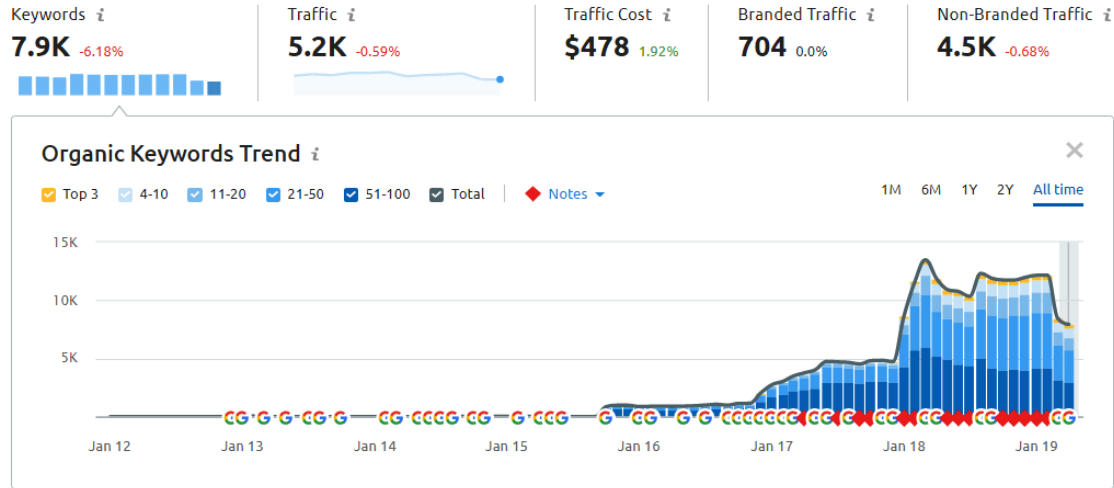 Keywords i Traffic i Traffic Cost i Branded Traffic i Non-Branded Traffic i
7.9K -6.18% 5.2K -0.59% $478 1.92% 704 0.0% 4.5K -0.68%
Organic Keywords Trend i
Top 3 4-10 11-20 21-50 51-100 Total Notes 1M 6M 1Y 2Y All time
15K
10K
5K
Jan 12 Jan 13 Jan 14 Jan 15 Jan 16 Jan 17 Jan 18 Jan 19